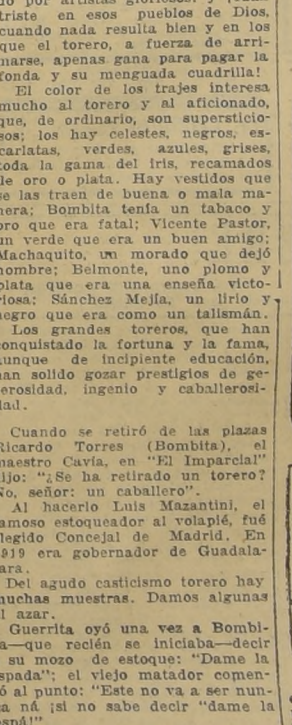 do por artistas gloriosos! y ¡cuán
triste en esos pueblos de Dios,
cuando nada resulta bien y en los
que el torero, a fuerza de arri-
marse, apenas gana para pagar la
fonda y su menguada cuadrilla!
El color de los trajes interesa
mucho al torero y al aficionado,
que, de ordinario, son supersticio-
sos; los hay celestes, negros, es-
carlatas, verdes, azules, grises,
toda la gama del iris, recamados
de oro o plata. Hay vestidos que
se las traen de buena o mala ma-
nera; Bombita tenía un tabaco y
oro que era fatal; Vicente Pastor,
un verde que era un buen amigo;
Machaquito, un morado que dejó
nombre; Belmonte, uno plomo y
plata que era una enseña victo-
riosa; Sánchez Mejía, un lirio y
negro que era como un talismán.
Los grandes toreros, que han
conquistado la fortuna y la fama,
aunque de incipiente educación,
han solido gozar prestigios de ge-
nerosidad, ingenio y caballerosi-
dad.
Cuando se retiró de las plazas
Ricardo Torres (Bombita), el
maestro Cavia, en "El Imparcial"
dijo: "¿Se ha retirado un torero?
No, señor: un caballero".
Al hacerlo Luis Mazantini, el
famoso estoqueador al volapié, fué
elegido Concejal de Madrid. En
1919 era gobernador de Guadala-
jara.
Del agudo casticismo torero hay
muchas muestras. Damos algunas
al azar.
Guerrita oyó una vez a Bombi-
ta—que recién se iniciaba—decir
a su mozo de estoque: "Dame la
espada"; el viejo matador comen-
tó al punto: "Este no va a ser nun-
ca ná ¡si no sabe decir "dame la
espá!"